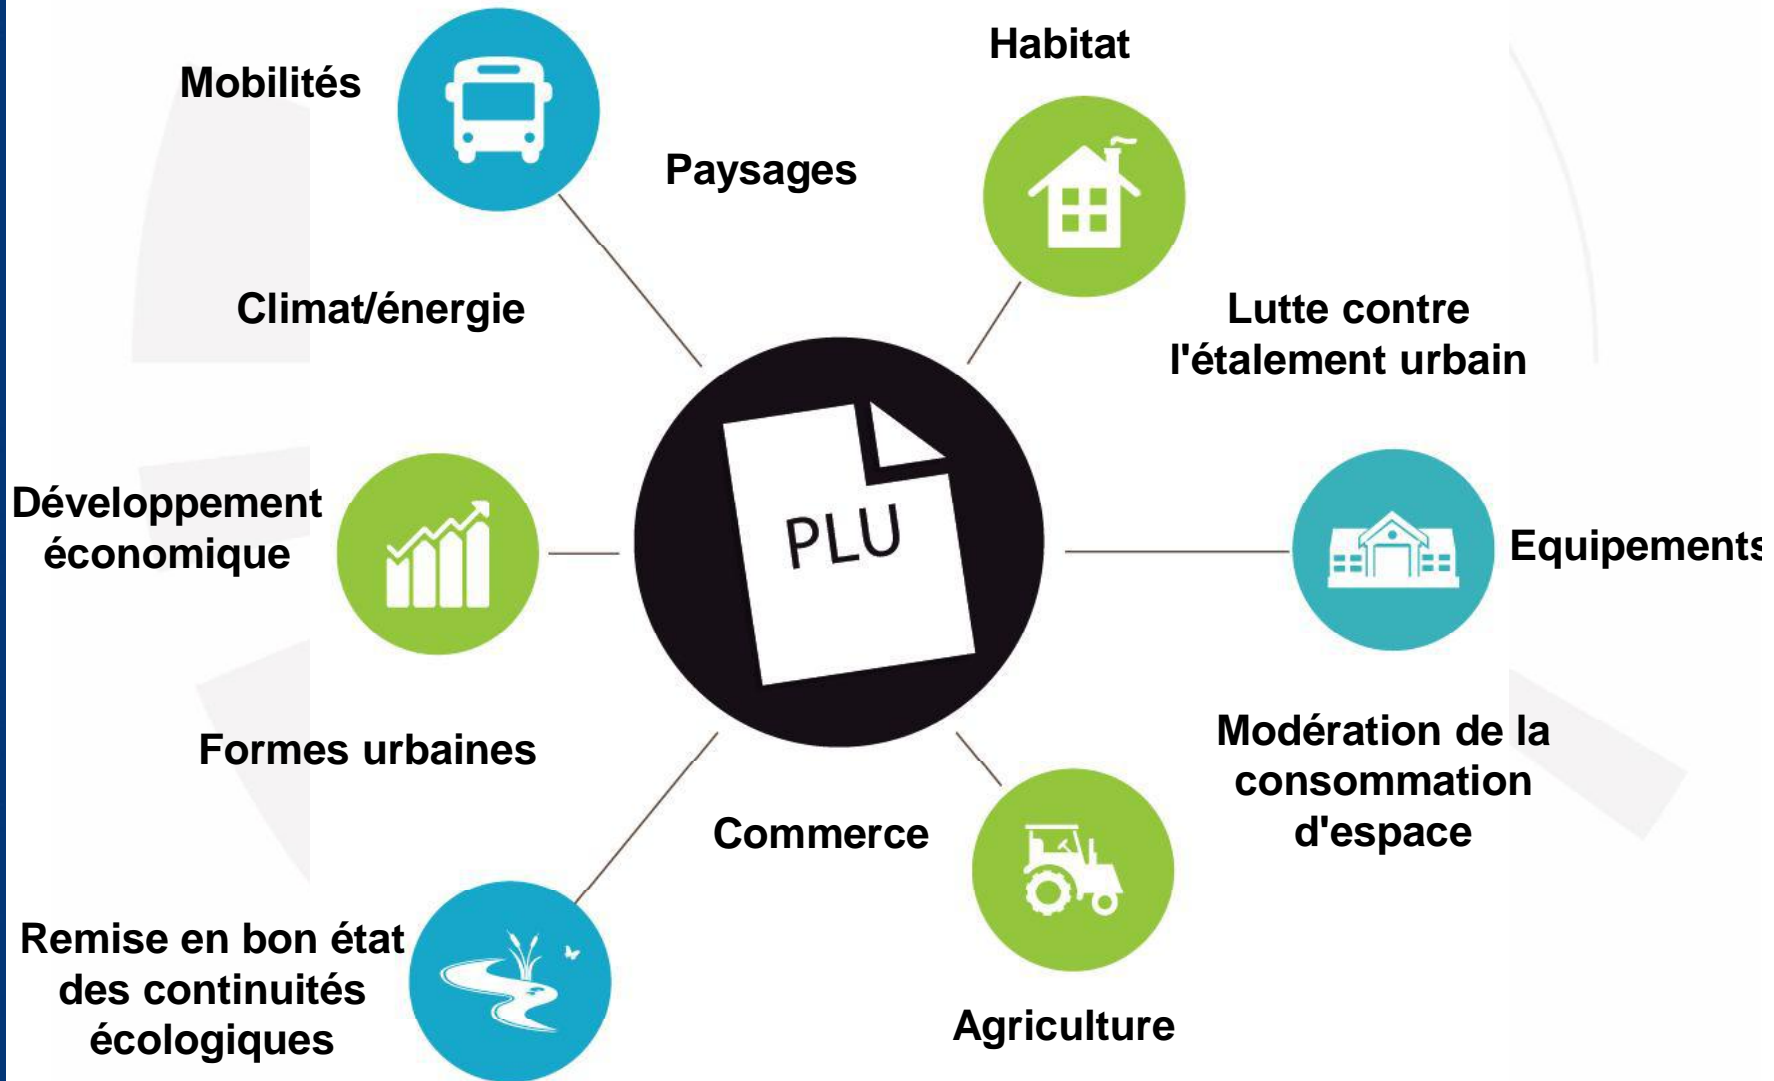 Habitat
Mobilités
Paysages
Climat/énergie
Lutte contre
l'étalement urbain
Développement
économique
PLU
Equipements
Formes urbaines
Modération de la
consommation
d'espace
Commerce
Remise en bon état
des continuités
écologiques
Agriculture